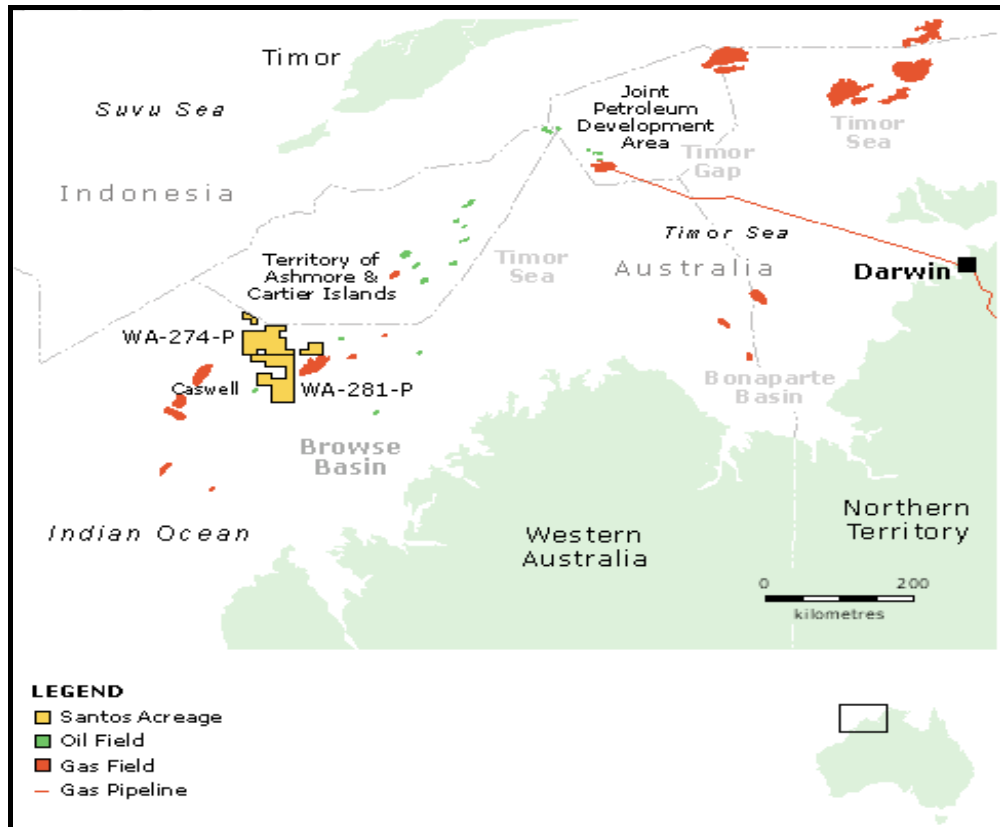 Timor
Suvu Sea
Indonesia
Joint
Petroleum
Development
Area
Timor
Gap
Timor
Sea
Timor Sea
Timor
Sea
Australia
Darwin
Territory of
Ashmore &
Cartier Islands
WA-274-P
Caswell
WA-281-P
Browse
Basin
Bonaparte
Basin
Indian Ocean
Western
Australia
Northern
Territory
0 200
kilometres
LEGEND
Santos Acreage
Oil Field
Gas Field
Gas Pipeline